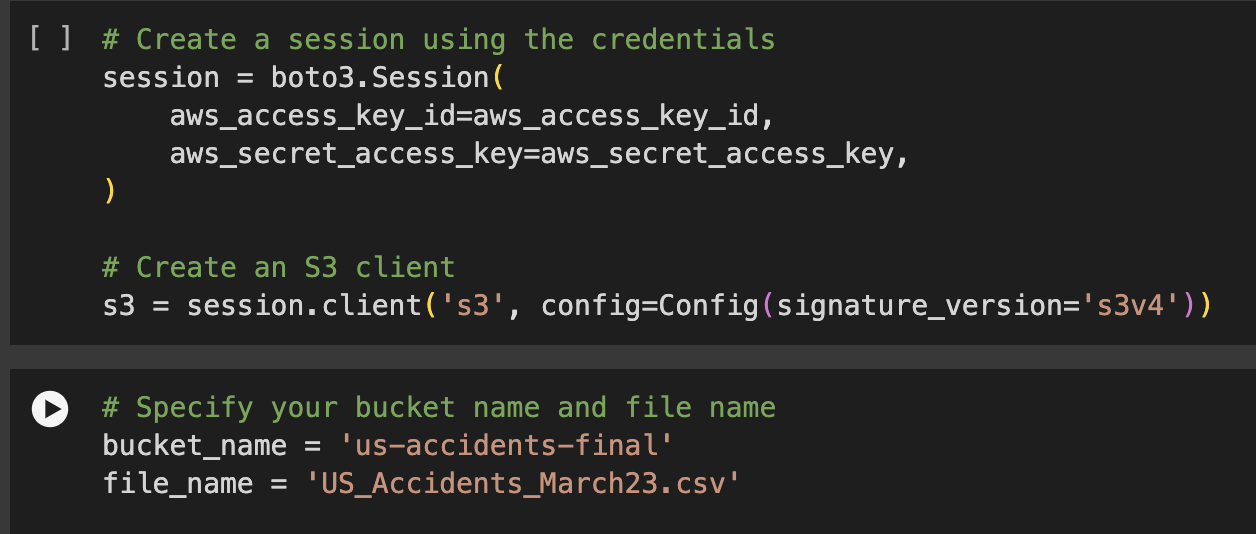 [ ] # Create a session using the credentials
session = boto3.Session(
    aws_access_key_id=aws_access_key_id,
    aws_secret_access_key=aws_secret_access_key,
)
# Create an S3 client
s3 = session.client('s3', config=Config(signature_version='s3v4'))
# Specify your bucket name and file name
bucket_name = 'us-accidents-final'
file_name = 'US_Accidents_March23.csv'